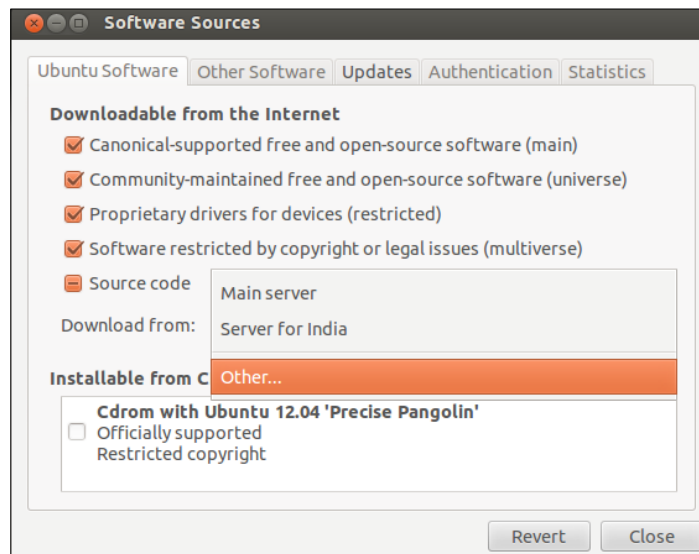 Software Sources
Ubuntu Software Other Software Updates Authentication Statistics
Downloadable from the Internet
Canonical-supported free and open-source software (main)
Community-maintained free and open-source software (universe)
Proprietary drivers for devices (restricted)
Software restricted by copyright or legal issues (multiverse)
Source code
Main server
Download from:
Server for India
Installable from C
Other...
Cdrom with Ubuntu 12.04 'Precise Pangolin'
Officially supported
Restricted copyright
Revert Close